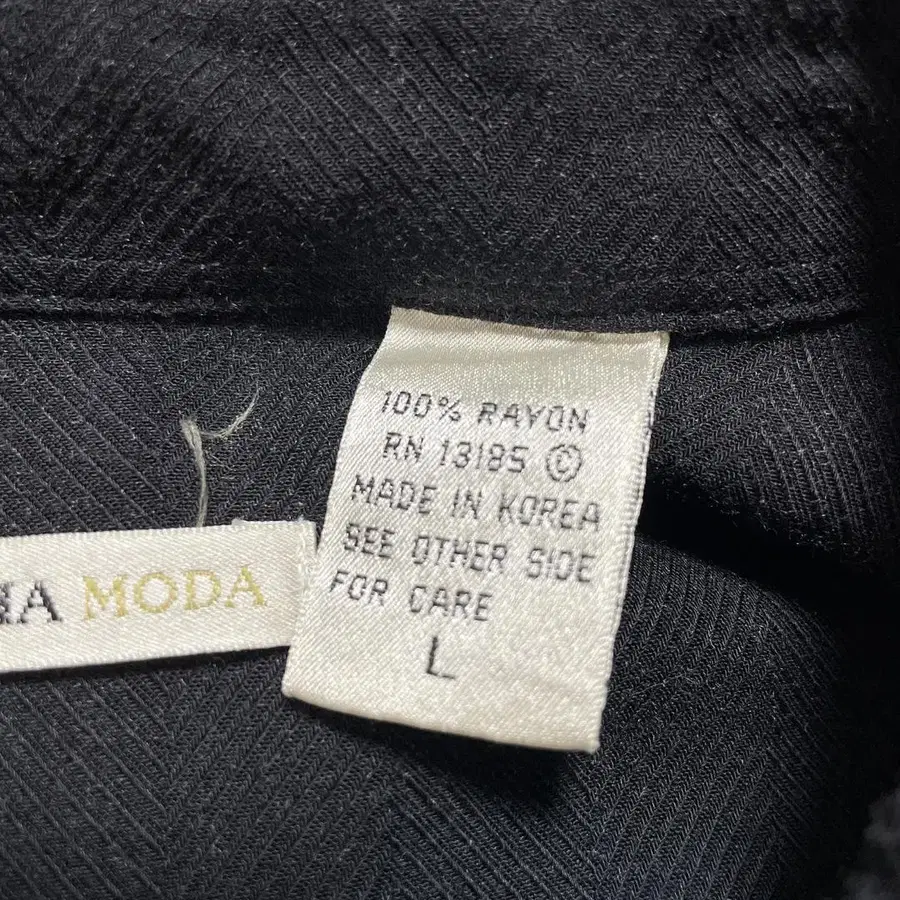 100% RAYON
RN 13185 ©
MADE IN KOREA
SEE OTHER SIDE
FOR CARE
L
MODA